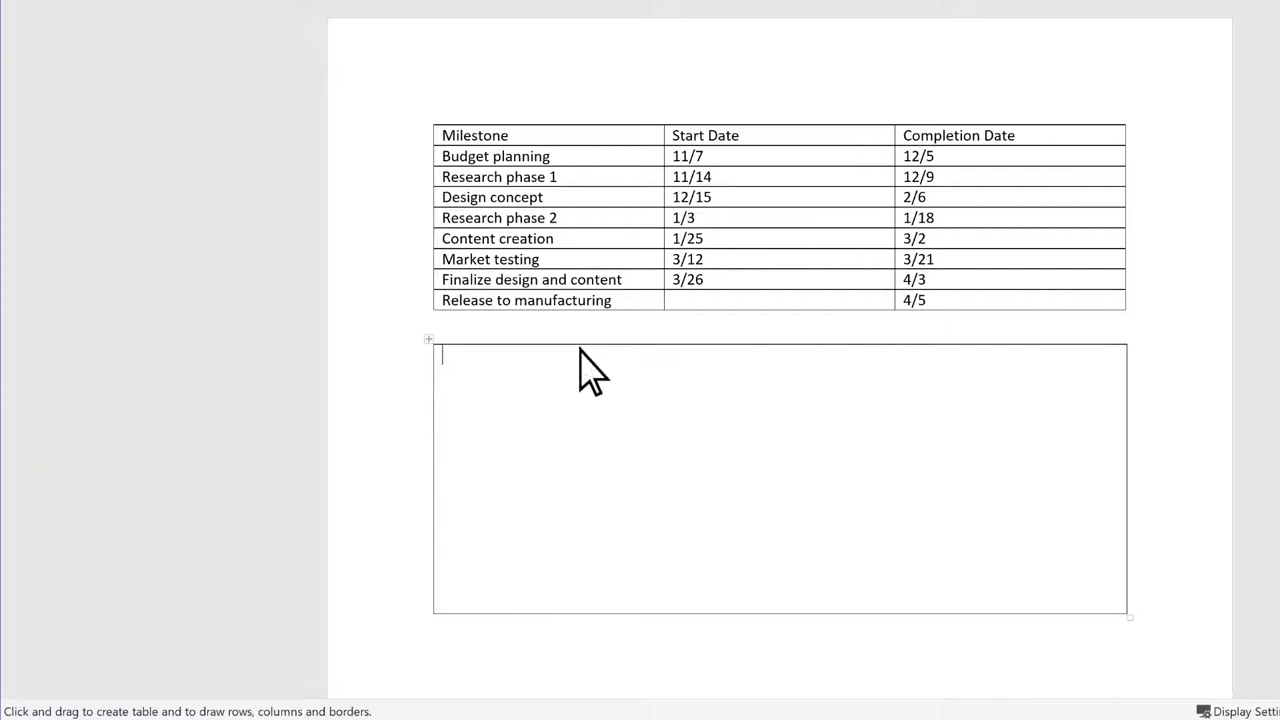 Milestone Start Date Completion Date
Budget planning 11/7 12/5
Research phase 1 11/14 12/9
Design concept 12/15 2/6
Research phase 2 1/3 1/18
Content creation 1/25 3/2
Market testing 3/12 3/21
Finalize design and content 3/26 4/3
Release to manufacturing 4/5
Click and drag to create table and to draw rows, columns and borders. Display Setti